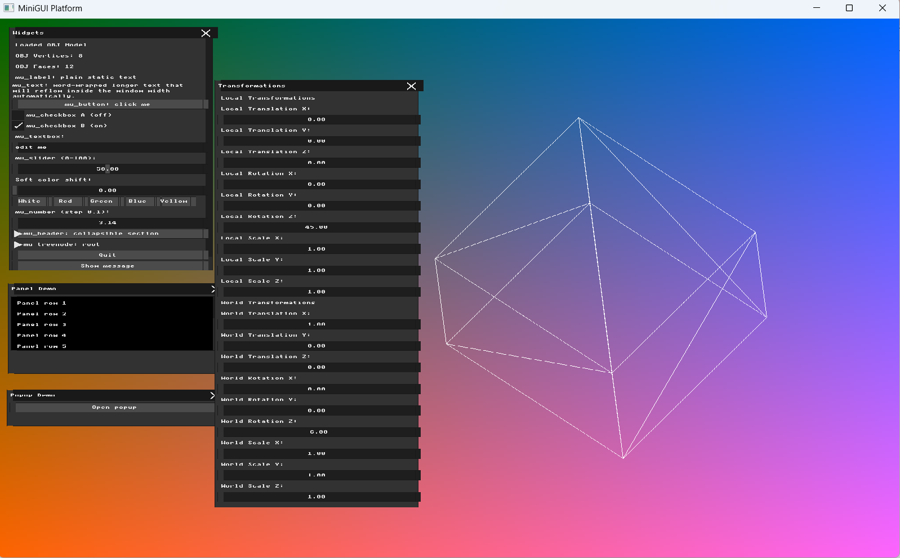 MiniGUI Platform
Widgets
Loaded OBJ Model
OBJ Vertices: 8
OBJ Faces: 12
mu_label: plain static text
mu_text: word-wrapped longer text that
will reflow inside the window width
automatically.
mu_button: click me
mu_checkbox A (off)
mu_checkbox B (on)
mu_textbox:
edit me
mu_slider (0-100):
50.00
Soft color shift:
0.00
White Red Green Blue Yellow
mu_number (step 0.1):
3.14
mu_header: collapsible section
mu_treenode: root
Quit
Show message
Panel Demo
Panel row 1
Panel row 2
Panel row 3
Panel row 4
Panel row 5
Popup Demo
Open popup
Transformations
Local Transformations
Local Translation X:
0.00
Local Translation Y:
0.00
Local Translation Z:
0.00
Local Rotation X:
0.00
Local Rotation Y:
0.00
Local Rotation Z:
45.00
Local Scale X:
1.00
Local Scale Y:
1.00
Local Scale Z:
1.00
World Transformations
World Translation X:
1.00
World Translation Y:
0.00
World Translation Z:
0.00
World Rotation X:
0.00
World Rotation Y:
0.00
World Rotation Z:
6.00
World Scale X:
1.00
World Scale Y:
1.00
World Scale Z:
1.00